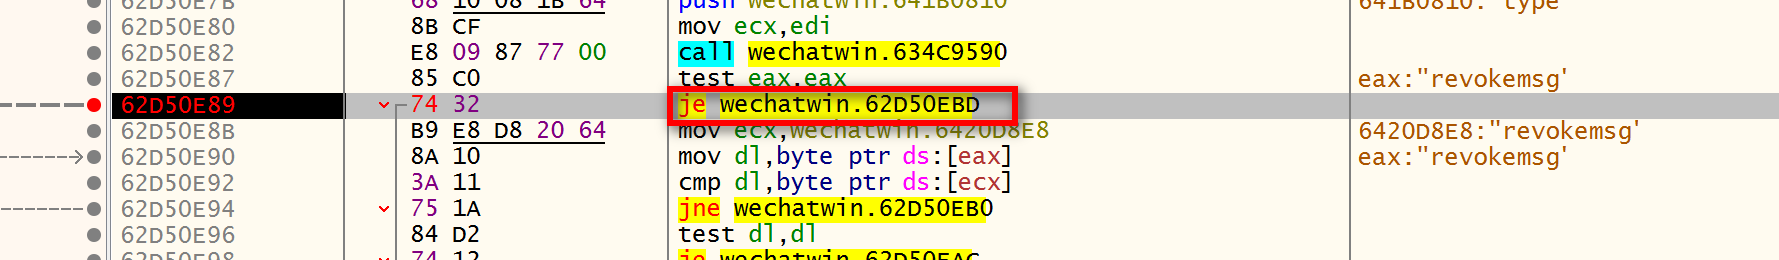 62D50E7B 68 10 08 1B 64 push wechatwin.641B0810 641B0810:"type"
62D50E80 8B CF mov ecx,edi
62D50E82 E8 09 87 77 00 call wechatwin.634C9590
62D50E87 85 C0 test eax,eax eax:"revokemsg"
62D50E89 74 32 je wechatwin.62D50EBD
62D50E8B B9 E8 D8 20 64 mov ecx,wechatwin.6420D8E8 6420D8E8:"revokemsg"
62D50E90 8A 10 mov dl,byte ptr ds:[eax] eax:"revokemsg"
62D50E92 3A 11 cmp dl,byte ptr ds:[ecx]
62D50E94 75 1A jne wechatwin.62D50EB0
62D50E96 84 D2 test dl,dl
62D50E98 74 12 je wechatwin.62D50EAC